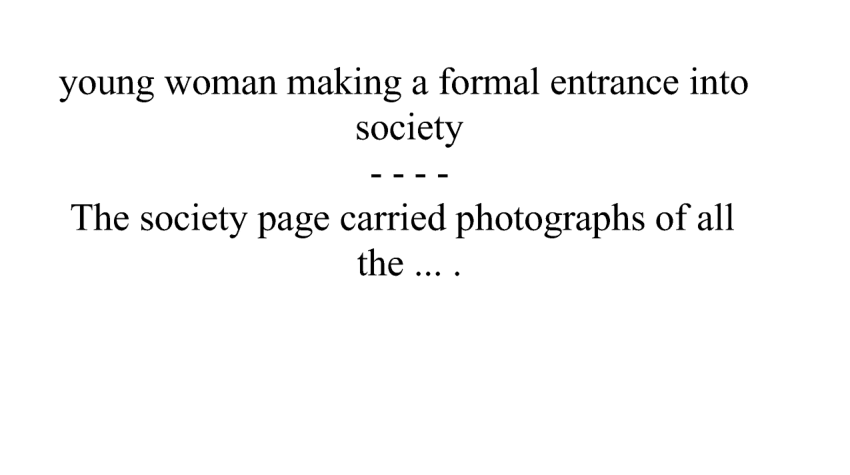 young woman making a formal entrance into
society
- - - -
The society page carried photographs of all
the ... .